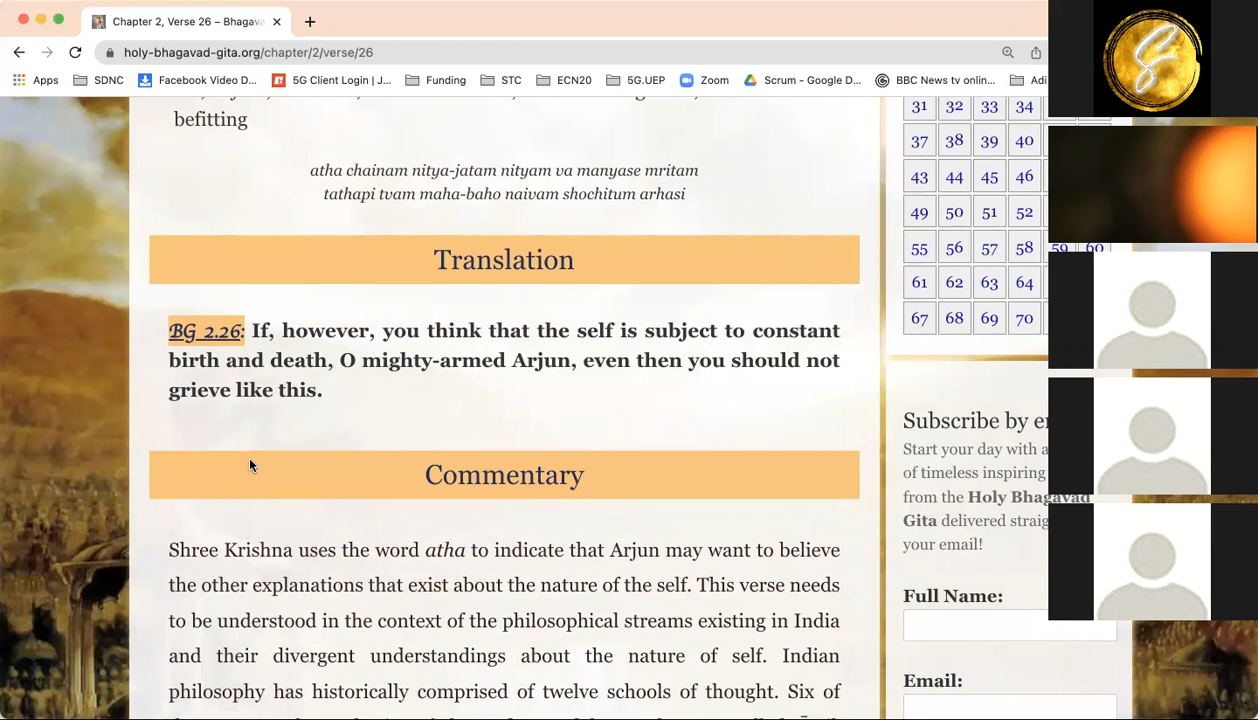 Chapter 2, Verse 26 – Bhagava
holy-bhagavad-gita.org/chapter/2/verse/26
Apps SDNC Facebook Video D... 5G Client Login | J... Funding STC ECN20 5G.UEP Zoom Scrum - Google D... BBC News tv onlin... Adi
befitting
atha chainam nitya-jatam nityam va manyase mritam
tathapi tvam maha-baho naivam shochitum arhasi
Translation
BG 2.26: If, however, you think that the self is subject to constant
birth and death, O mighty-armed Arjun, even then you should not
grieve like this.
Commentary
Shree Krishna uses the word atha to indicate that Arjun may want to believe
the other explanations that exist about the nature of the self. This verse needs
to be understood in the context of the philosophical streams existing in India
and their divergent understandings about the nature of self. Indian
philosophy has historically comprised of twelve schools of thought. Six of
31 32 33 34
37 38 39 40
43 44 45 46
49 50 51 52
55 56 57 58 59 60
61 62 63 64
67 68 69 70
Subscribe by e
Start your day with a
of timeless inspiring
from the Holy Bhagavad
Gita delivered straig
your email!
Full Name:
Email: